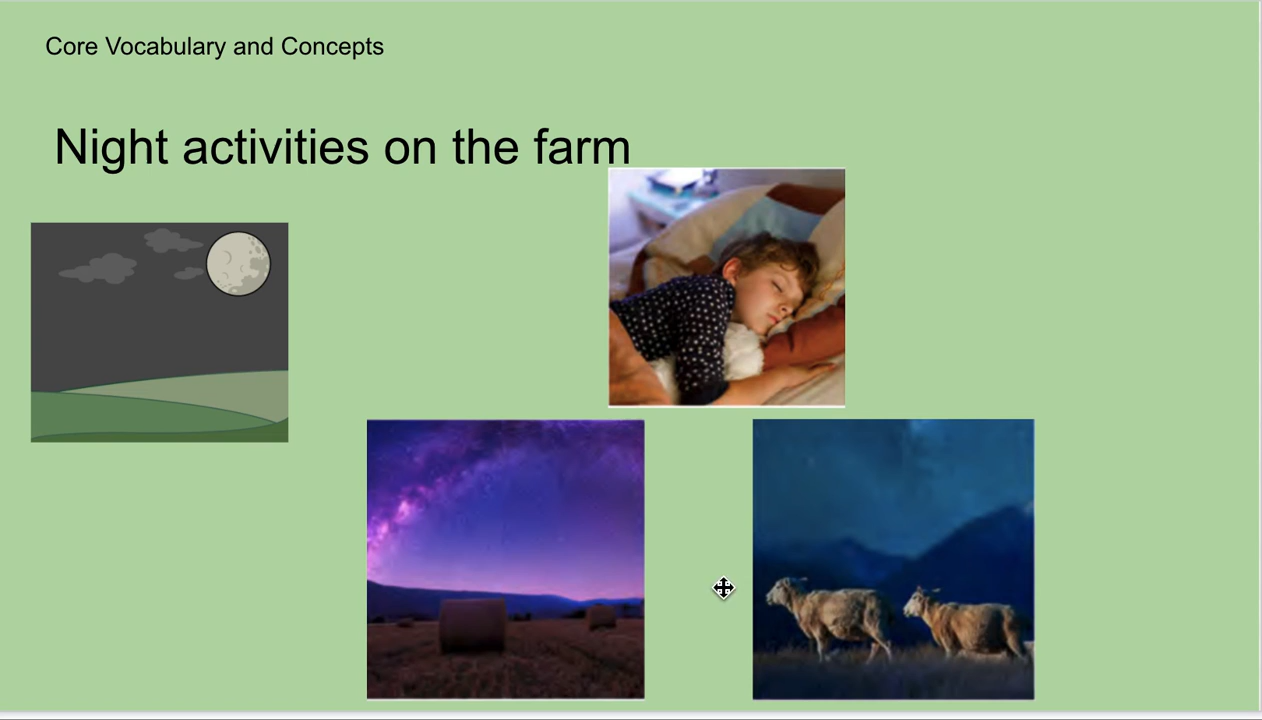 Core Vocabulary and Concepts
Night activities on the farm